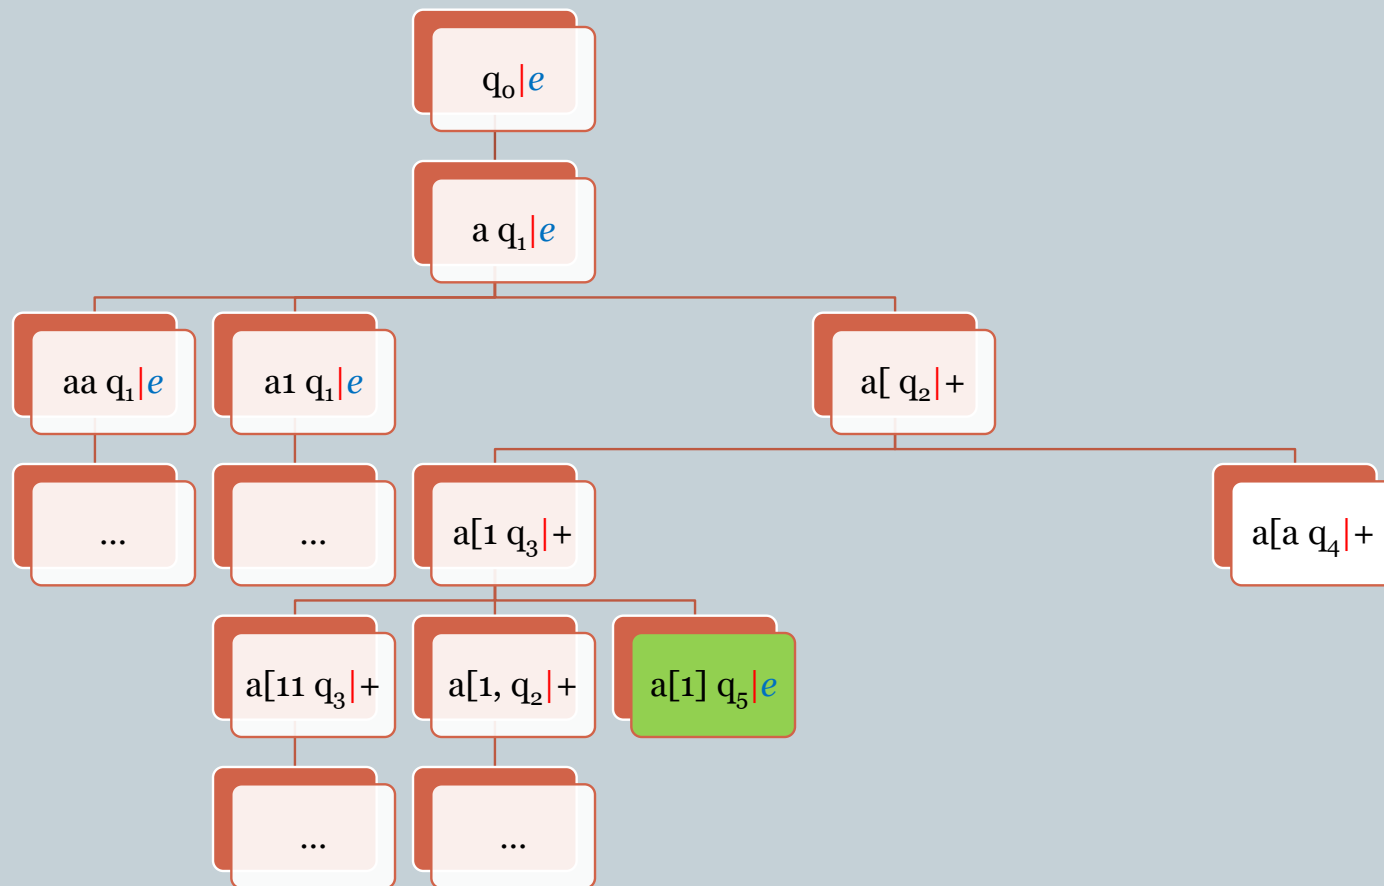 q₀|e
a q₁|e
aa q₁|e
a1 q₁|e
a[ q₂|+
...
...
a[1 q₃|+
a[a q₄|+
a[11 q₃|+
a[1, q₂|+
a[1] q₅|e
...
...